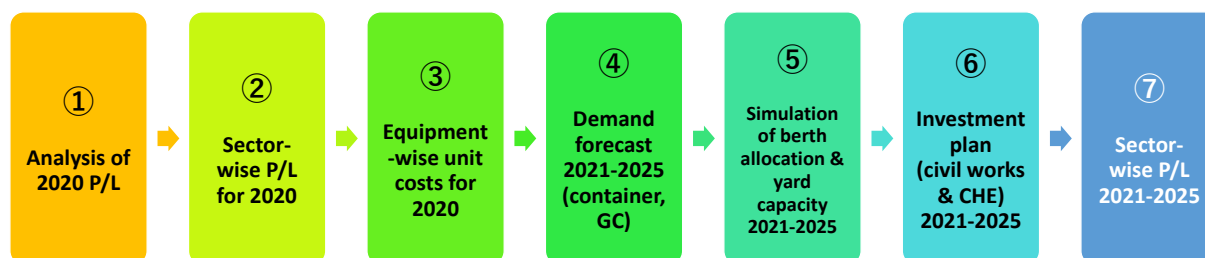 ①
Analysis of
2020 P/L
②
Sector-
wise P/L
for 2020
③
Equipment
-wise unit
costs for
2020
④
Demand
forecast
2021-2025
(container,
GC)
⑤
Simulation
of berth
allocation &
yard
capacity
2021-2025
⑥
Investment
plan
(civil works
& CHE)
2021-2025
⑦
Sector-
wise P/L
2021-2025